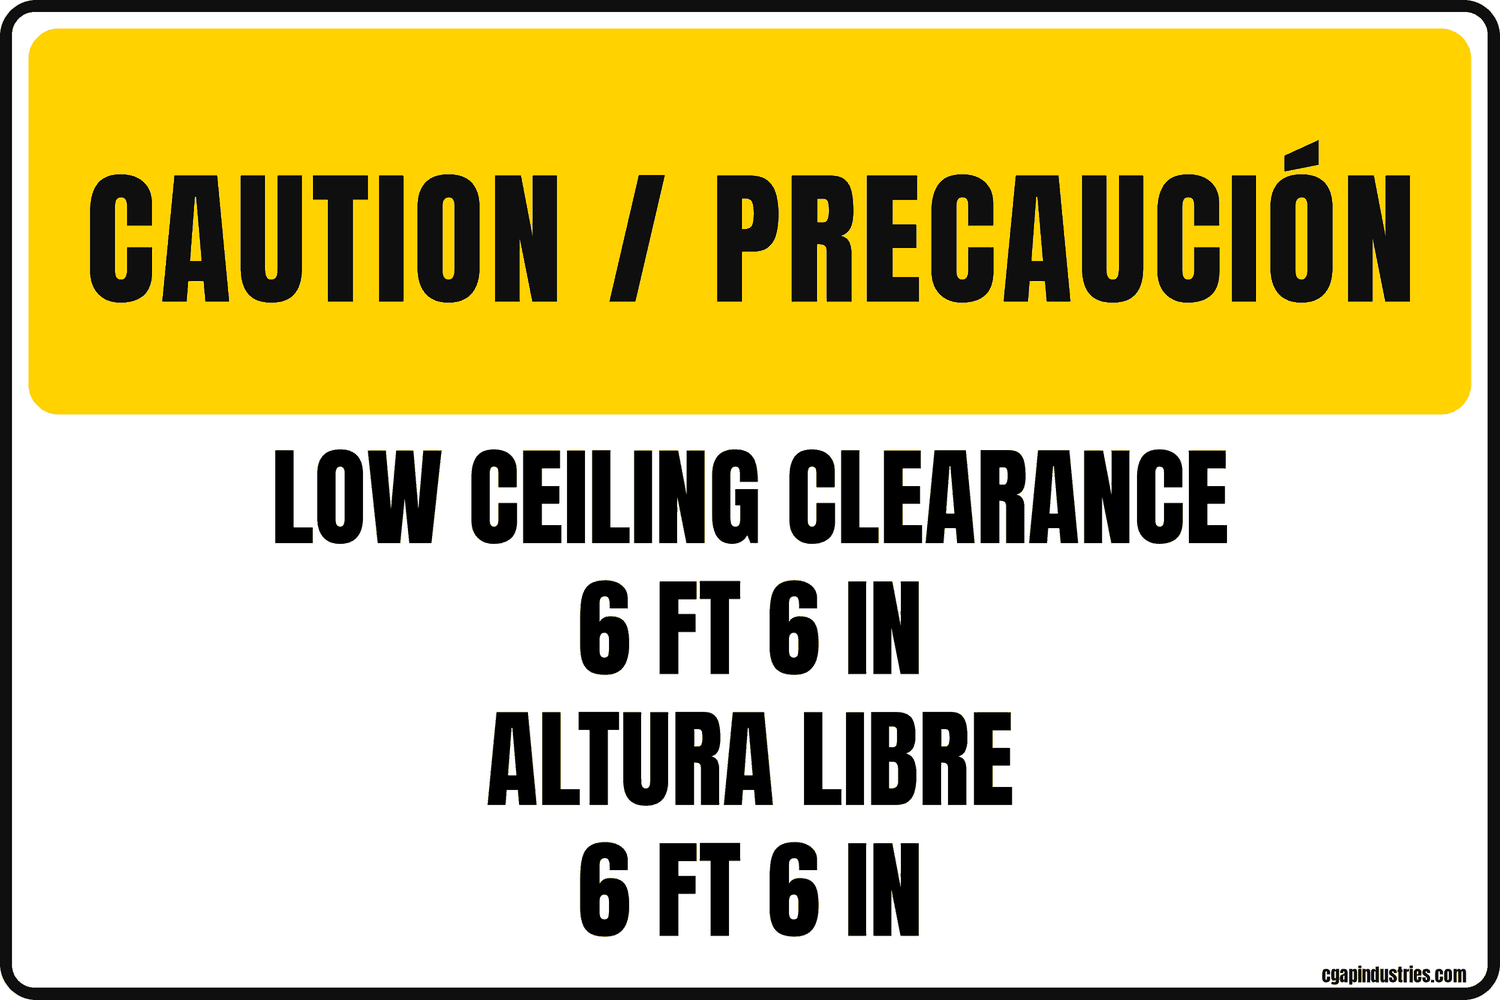 CAUTION / PRECAUCIÓN
LOW CEILING CLEARANCE
6 FT 6 IN
ALTURA LIBRE
6 FT 6 IN
cgapindustries.com